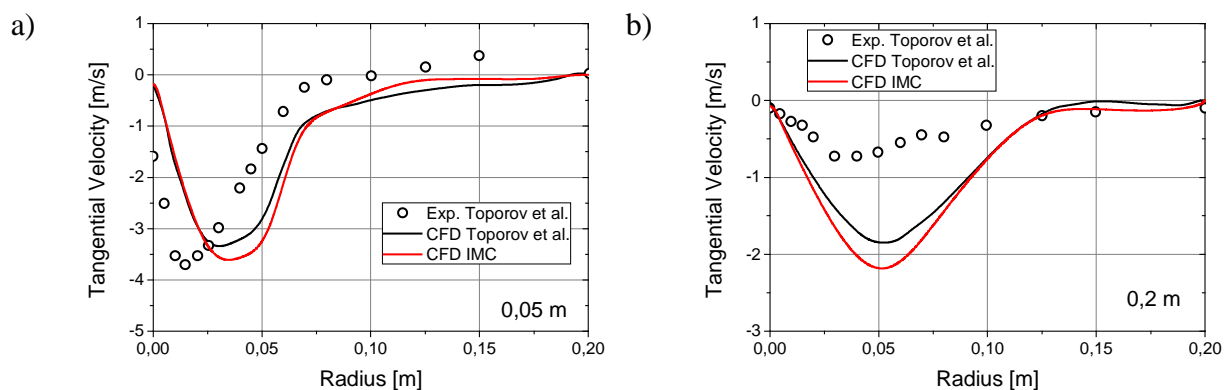 a)
1
0
-1
-2
-3
-4
-5
Tangential Velocity [m/s]
Exp. Toporov et al.
CFD Toporov et al.
CFD IMC
0,05 m
0,00 0,05 0,10 0,15 0,20
Radius [m]
b)
1
0
-1
-2
-3
Tangential Velocity [m/s]
Exp. Toporov et al.
CFD Toporov et al.
CFD IMC
0,2 m
0,00 0,05 0,10 0,15 0,20
Radius [m]